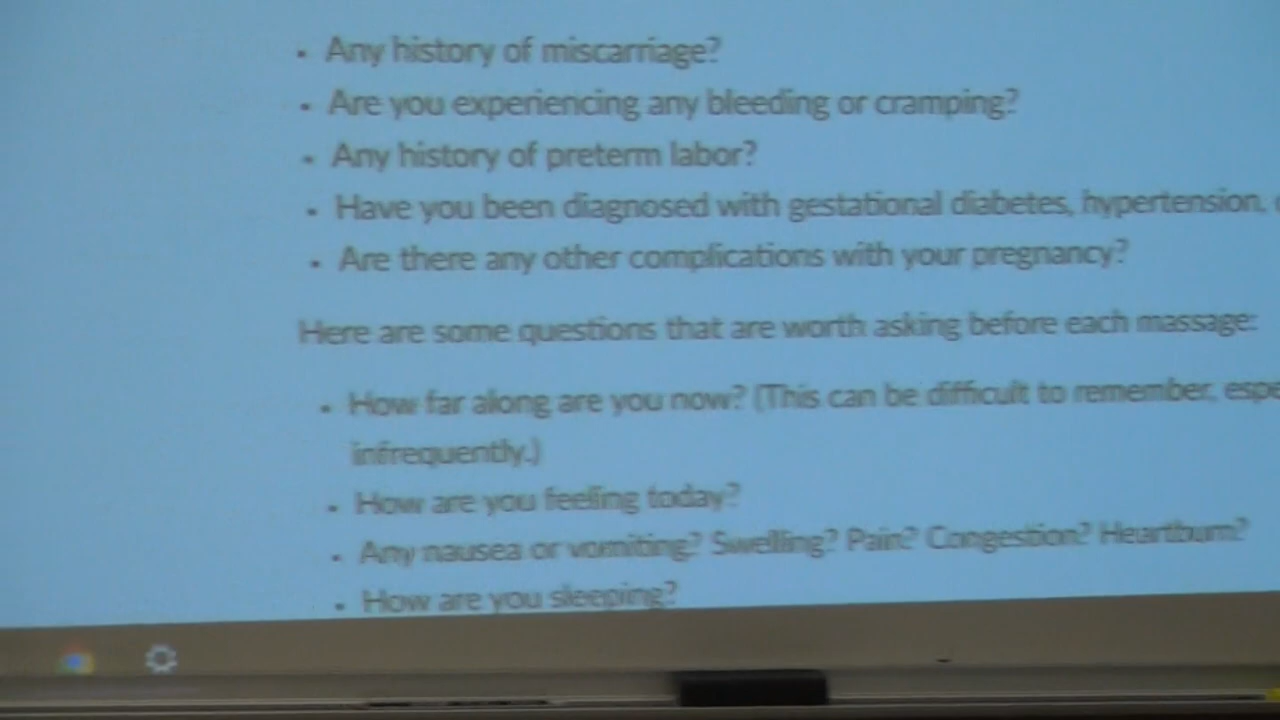 • Any history of miscarriage?
• Are you experiencing any bleeding or cramping?
• Any history of preterm labor?
• Have you been diagnosed with gestational diabetes, hypertension,
• Are there any other complications with your pregnancy?
Here are some questions that are worth asking before each massage:
• How far along are you now? (This can be difficult to remember, espe
infrequently.)
• How are you feeling today?
• Any nausea or vomiting? Swelling? Pain? Congestion? Heartburn?
• How are you sleeping?